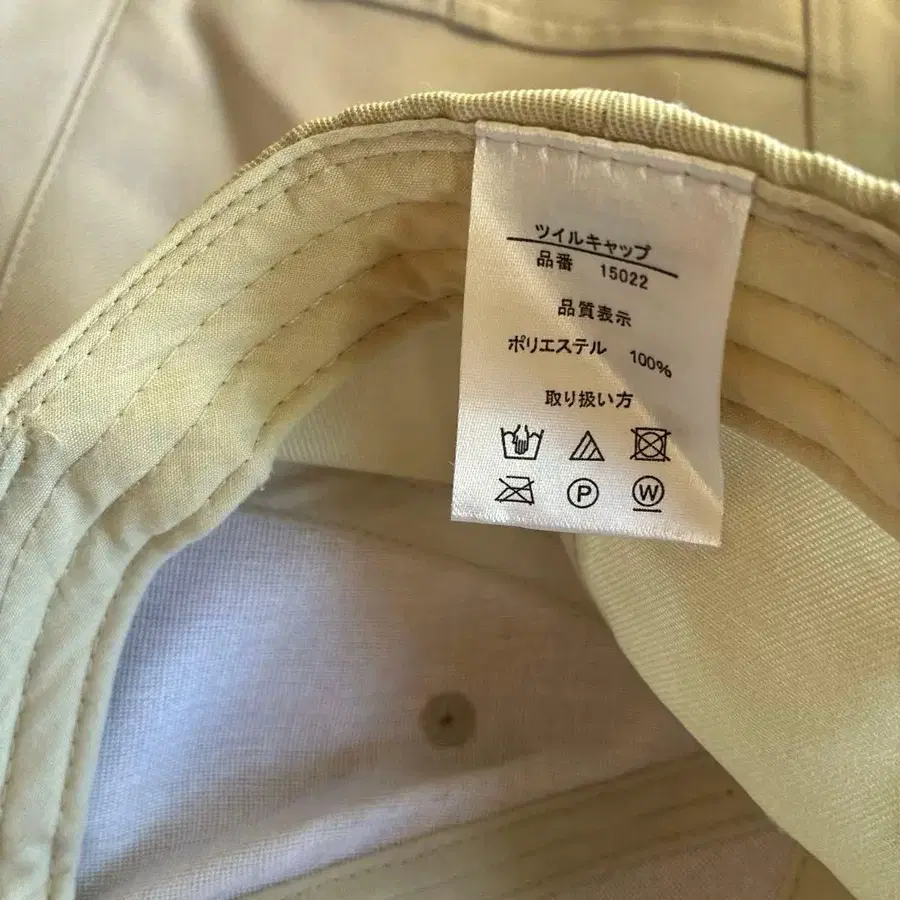 ツイルキャップ
品番 15022
品質表示
ポリエステル 100%
取り扱い方
P W